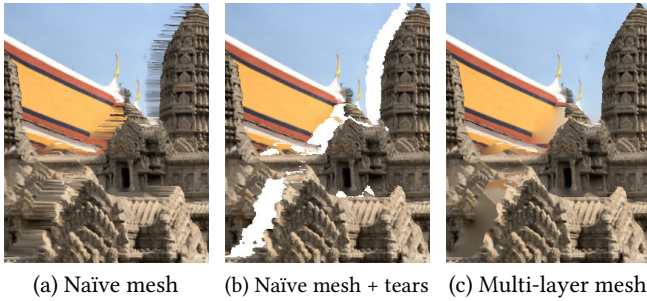 (a) Naïve mesh
(b) Naïve mesh + tears
(c) Multi-layer mesh